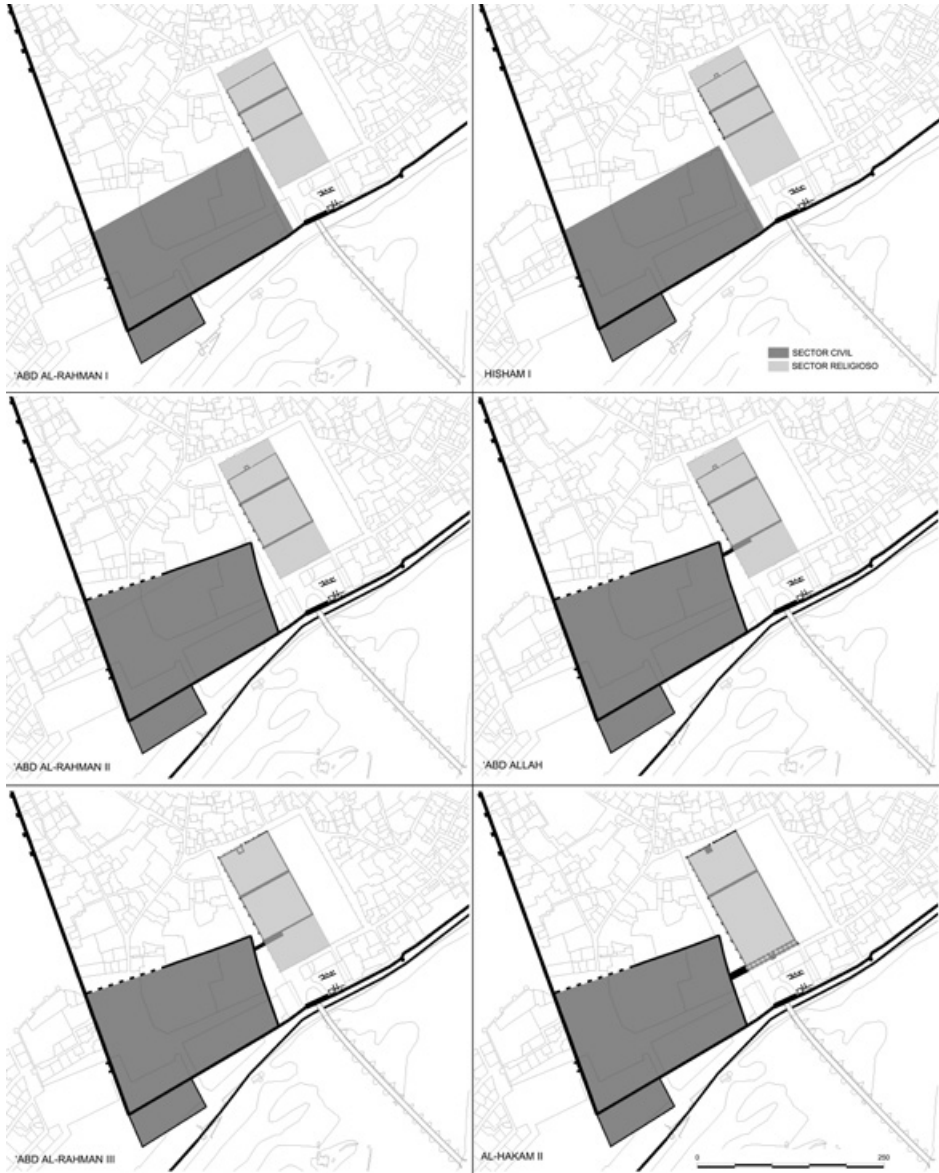 'ABD AL-RAHMAN I
SECTOR CIVIL
SECTOR RELIGIOSO
HISHAM I
'ABD AL-RAHMAN II
'ABD ALLAH
'ABD AL-RAHMAN III
AL-HAKAM II
0 250